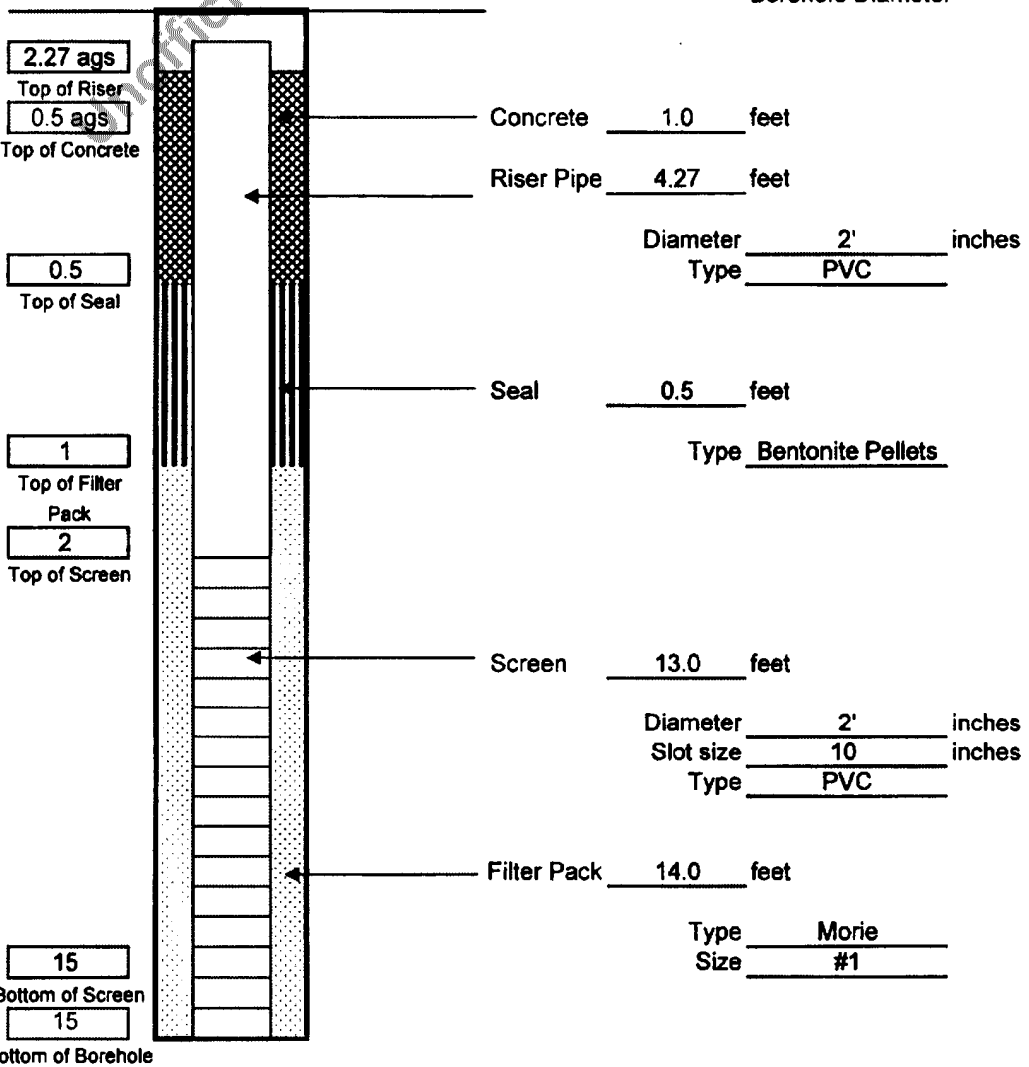 Borehole Diameter
Unoffic
2.27 ags
Top of Riser
0.5 ags
Top of Concrete
Concrete 1.0 feet
Riser Pipe 4.27 feet
Diameter 2' inches
Type PVC
0.5
Top of Seal
Seal 0.5 feet
Type Bentonite Pellets
1
Top of Filter
Pack
2
Top of Screen
Screen 13.0 feet
Diameter 2' inches
Slot size 10 inches
Type PVC
Filter Pack 14.0 feet
Type Morie
Size #1
15
Bottom of Screen
15
ottom of Borehole